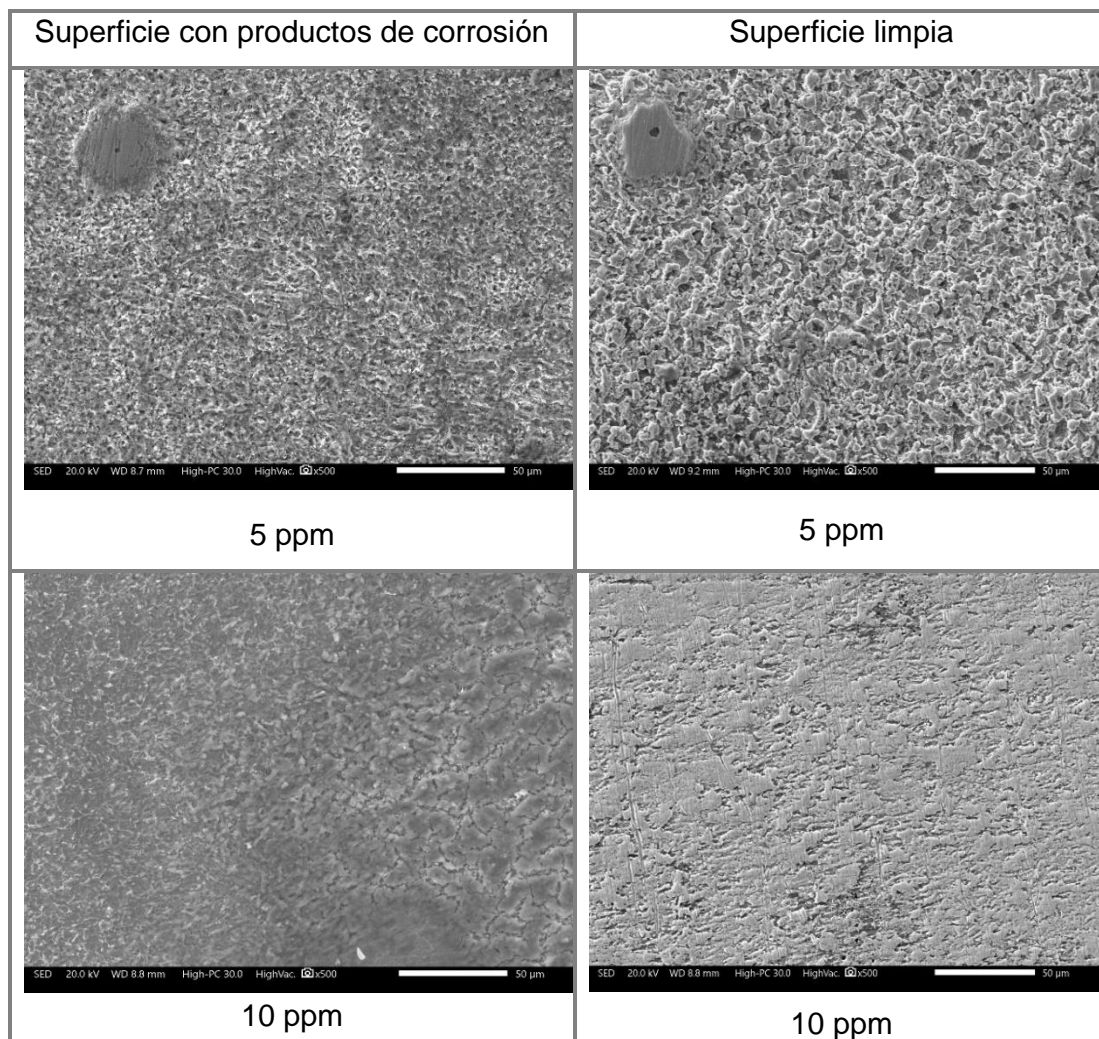 Superficie con productos de corrosión
Superficie limpia
SED 20.0 kV WD 8.7 mm High-PC 30.0 HighVac. x500 50 µm
SED 20.0 kV WD 9.2 mm High-PC 30.0 HighVac. x500 50 µm
5 ppm
5 ppm
SED 20.0 kV WD 8.8 mm High-PC 30.0 HighVac. x500 50 µm
SED 20.0 kV WD 8.8 mm High-PC 30.0 HighVac. x500 50 µm
10 ppm
10 ppm